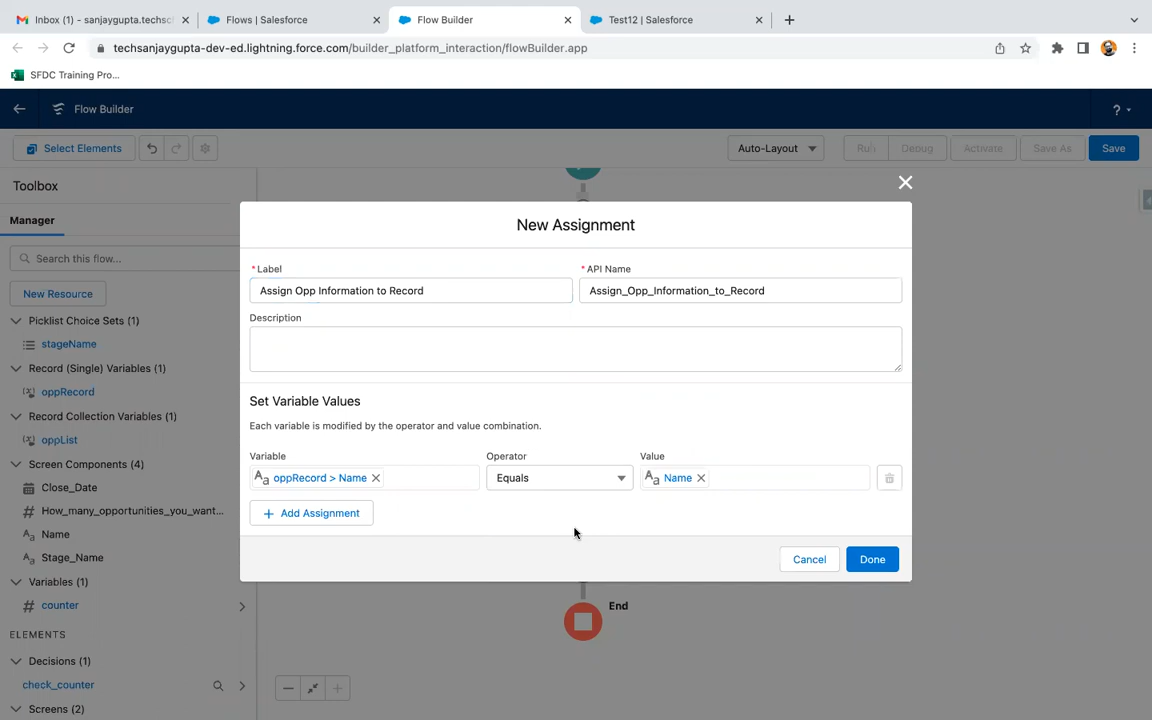 Inbox (1) - sanjaygupta.techsc
Flows | Salesforce
Flow Builder
Test12 | Salesforce
techsanjaygupta-dev-ed.lightning.force.com/builder_platform_interaction/flowBuilder.app
SFDC Training Pro...
Flow Builder
?
Select Elements
Auto-Layout
Run
Debug
Activate
Save As
Save
Toolbox
Manager
Search this flow...
New Resource
Picklist Choice Sets (1)
stageName
Record (Single) Variables (1)
oppRecord
Record Collection Variables (1)
oppList
Screen Components (4)
Close_Date
How_many_opportunities_you_want...
Name
Stage_Name
Variables (1)
counter
ELEMENTS
Decisions (1)
check_counter
Screens (2)
New Assignment
* Label
Assign Opp Information to Record
* API Name
Assign_Opp_Information_to_Record
Description
Set Variable Values
Each variable is modified by the operator and value combination.
Variable
Operator
Value
Aa oppRecord > Name
Equals
Aa Name
+ Add Assignment
Cancel
Done
End